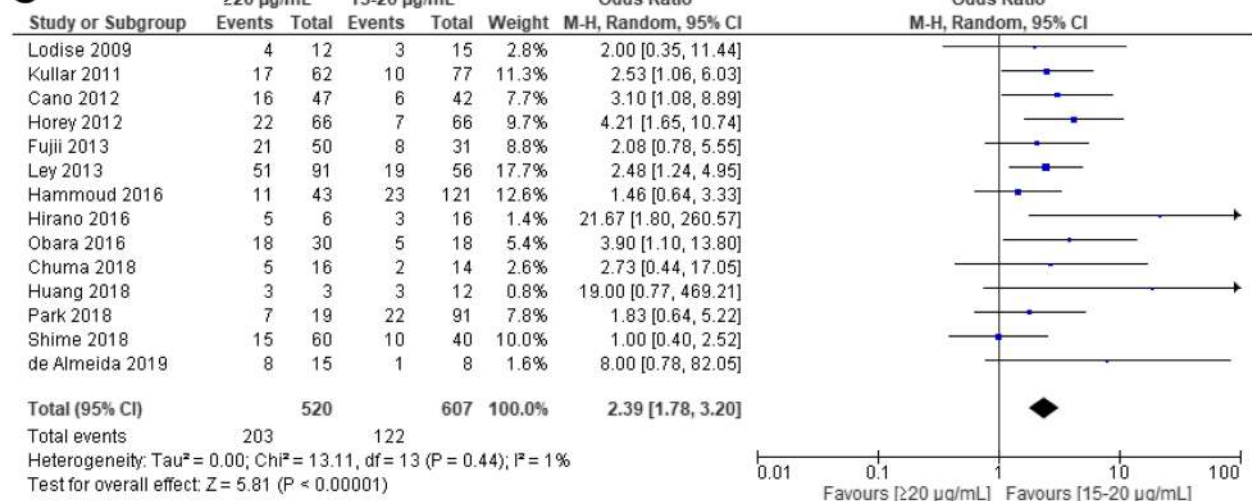 ≥20 µg/mL 15-20 µg/mL Odds Ratio Odds Ratio
Study or Subgroup Events Total Events Total Weight M-H, Random, 95% CI M-H, Random, 95% CI
Lodise 2009 4 12 3 15 2.8% 2.00 [0.35, 11.44]
Kullar 2011 17 62 10 77 11.3% 2.53 [1.06, 6.03]
Cano 2012 16 47 6 42 7.7% 3.10 [1.08, 8.89]
Horey 2012 22 66 7 66 9.7% 4.21 [1.65, 10.74]
Fujii 2013 21 50 8 31 8.8% 2.08 [0.78, 5.55]
Ley 2013 51 91 19 56 17.7% 2.48 [1.24, 4.95]
Hammoud 2016 11 43 23 121 12.6% 1.46 [0.64, 3.33]
Hirano 2016 5 6 3 16 1.4% 21.67 [1.80, 260.57]
Obara 2016 18 30 5 18 5.4% 3.90 [1.10, 13.80]
Chuma 2018 5 16 2 14 2.6% 2.73 [0.44, 17.05]
Huang 2018 3 3 3 12 0.8% 19.00 [0.77, 469.21]
Park 2018 7 19 22 91 7.8% 1.83 [0.64, 5.22]
Shime 2018 15 60 10 40 10.0% 1.00 [0.40, 2.52]
de Almeida 2019 8 15 1 8 1.6% 8.00 [0.78, 82.05]
Total (95% CI) 520 607 100.0% 2.39 [1.78, 3.20]
Total events 203 122
Heterogeneity: Tau² = 0.00; Chi² = 13.11, df = 13 (P = 0.44); I² = 1%
Test for overall effect: Z = 5.81 (P < 0.00001)
0.01 0.1 1 10 100
Favours [≥20 µg/mL] Favours [15-20 µg/mL]